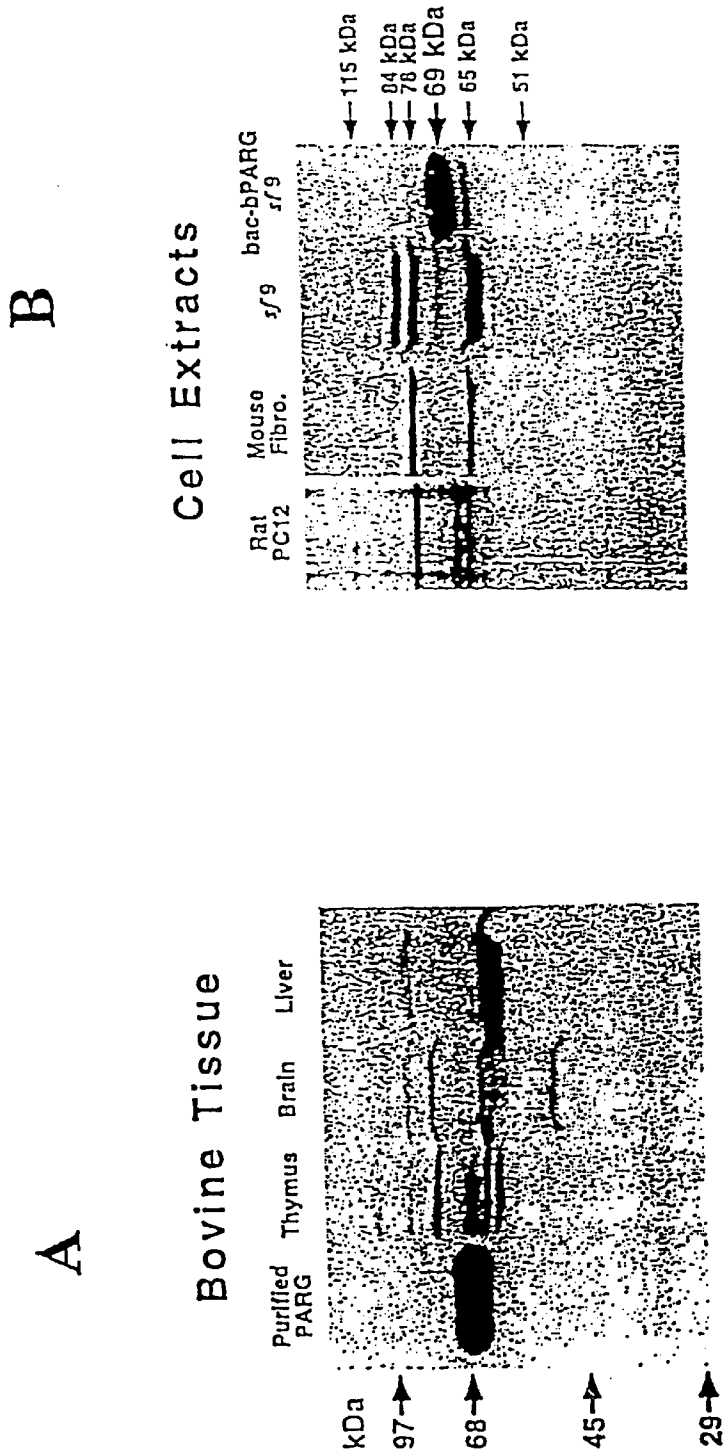 A
Bovine Tissue
Purified
PARG
Thymus
Brain
Liver
kDa
97
68
45
29
B
Cell Extracts
Rat
PC12
Mouse
Fibro.
sf9
bac-bPARG
sf9
115 kDa
84 kDa
78 kDa
69 kDa
65 kDa
51 kDa